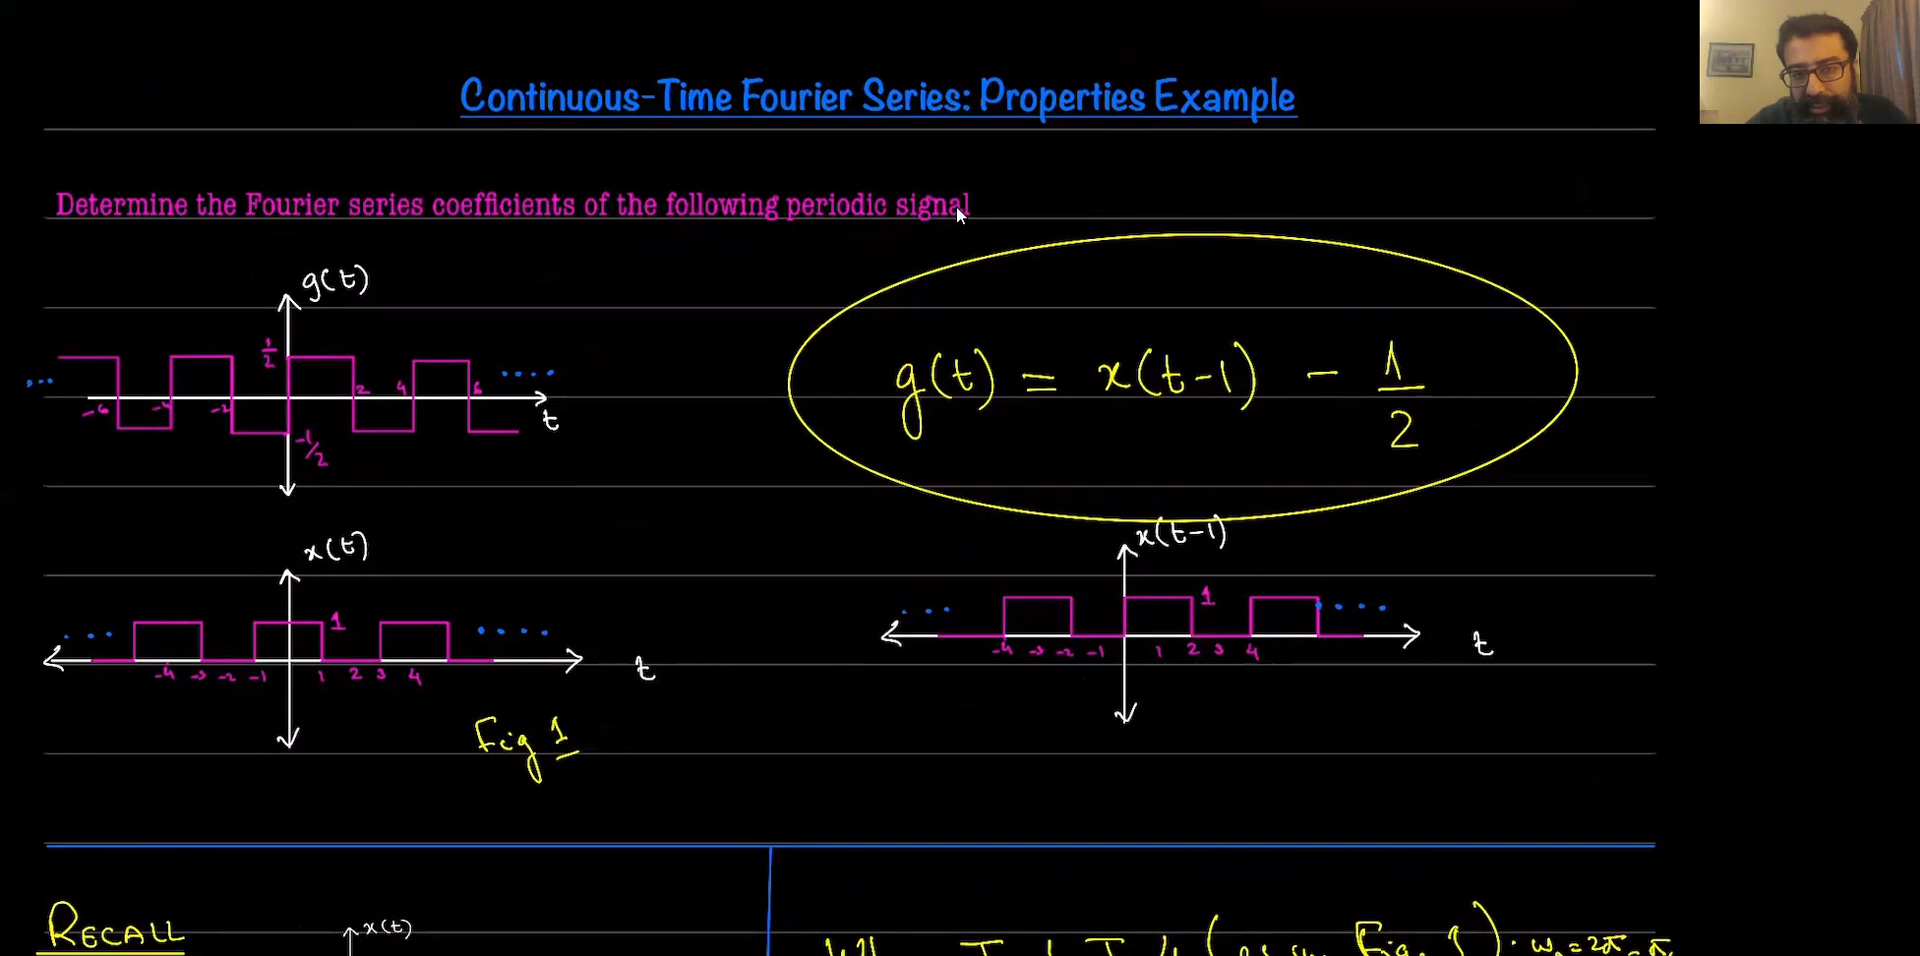 Continuous-Time Fourier Series: Properties Example
Determine the Fourier series coefficients of the following periodic signal
g(t)
1/2
-6 -4 -2 2 4 6
t
-1/2
g(t) = x(t-1) - 1/2
x(t)
1
-4 -3 -2 -1 1 2 3 4
t
Fig 1
x(t-1)
1
-4 -3 -2 -1 1 2 3 4
t
RECALL
x(t)